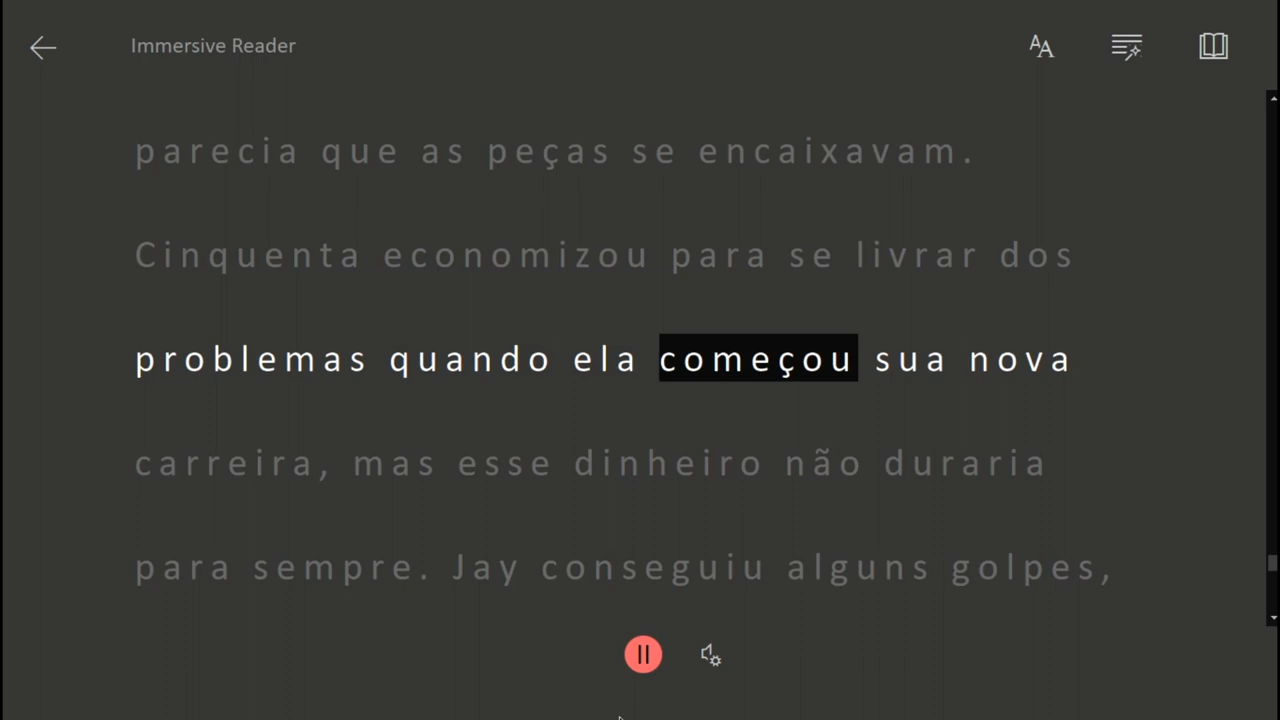 Immersive Reader
parecia que as peças se encaixavam.
Cinquenta economizou para se livrar dos
problemas quando ela começou sua nova
carreira, mas esse dinheiro não duraria
para sempre. Jay conseguiu alguns golpes,